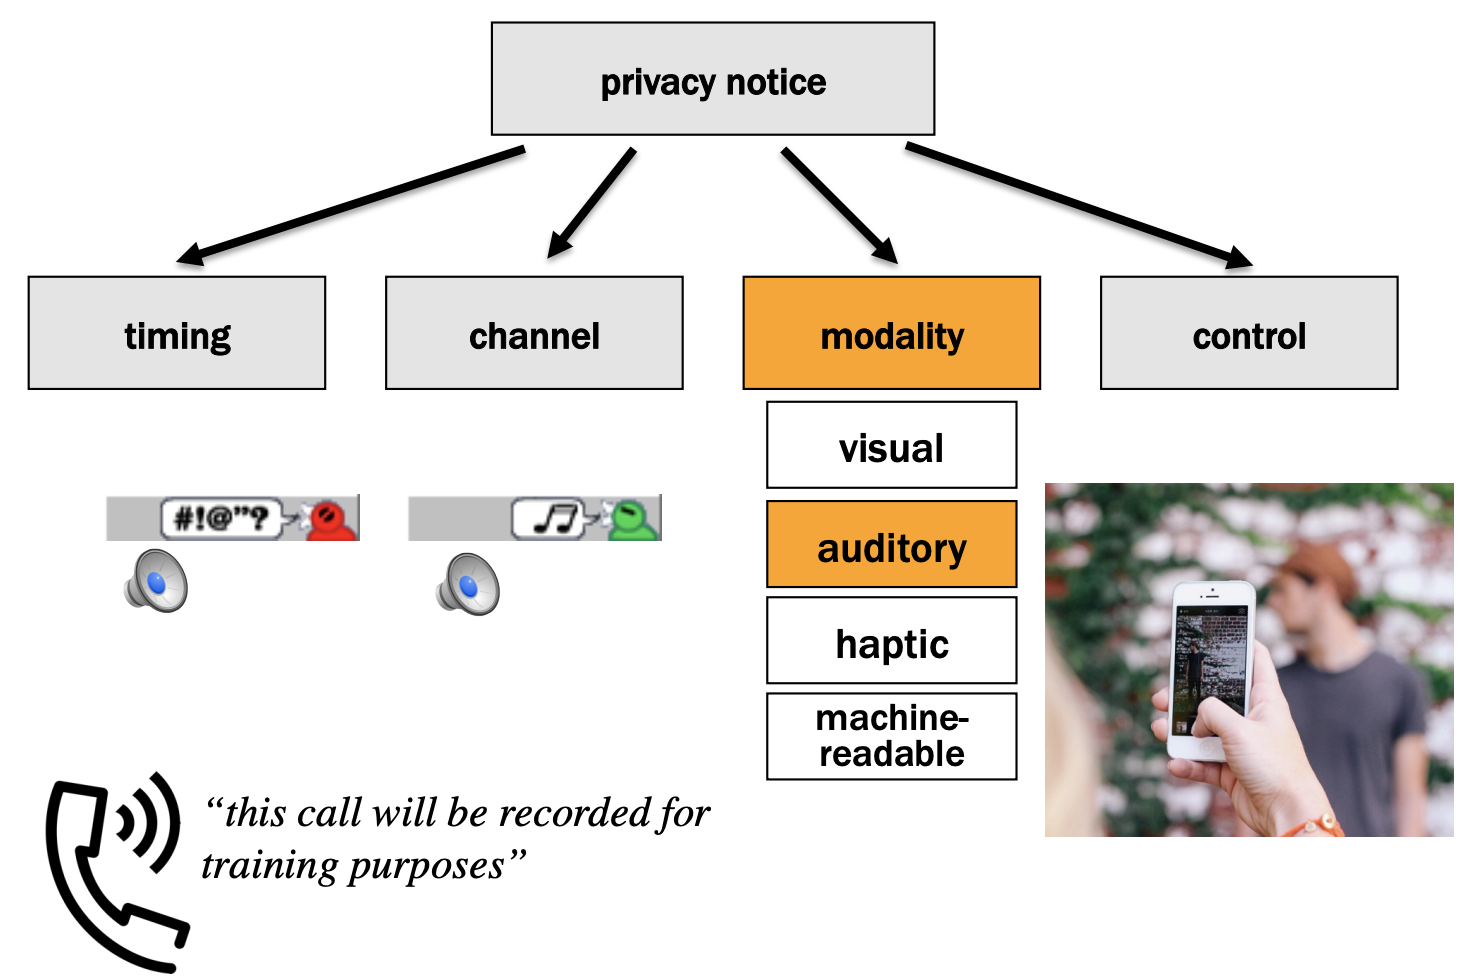 privacy notice
timing
channel
modality
control
visual
auditory
haptic
machine-
readable
#!@”?
“this call will be recorded for
training purposes”